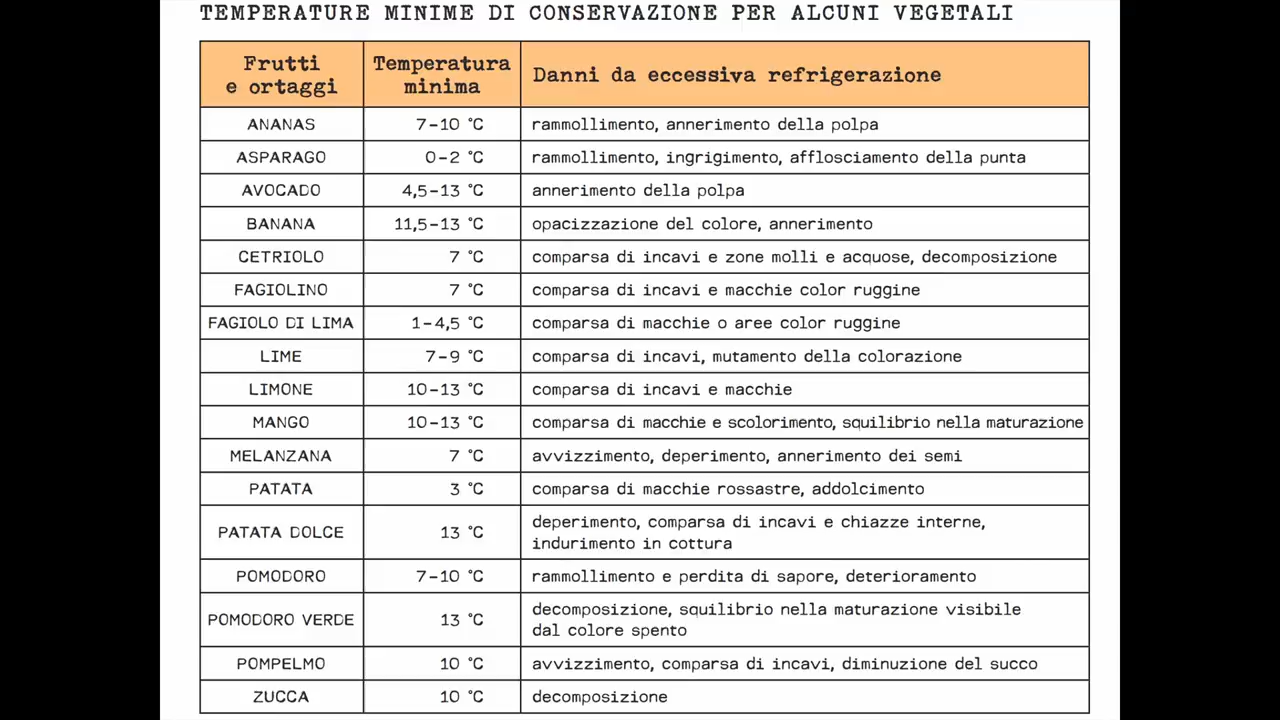 TEMPERATURE MINIME DI CONSERVAZIONE PER ALCUNI VEGETALI
Frutti e ortaggi Temperatura minima Danni da eccessiva refrigerazione
ANANAS 7–10 °C rammollimento, annerimento della polpa
ASPARAGO 0–2 °C rammollimento, ingrigimento, afflosciamento della punta
AVOCADO 4,5–13 °C annerimento della polpa
BANANA 11,5–13 °C opacizzazione del colore, annerimento
CETRIOLO 7 °C comparsa di incavi e zone molli e acquose, decomposizione
FAGIOLINO 7 °C comparsa di incavi e macchie color ruggine
FAGIOLO DI LIMA 1–4,5 °C comparsa di macchie o aree color ruggine
LIME 7–9 °C comparsa di incavi, mutamento della colorazione
LIMONE 10–13 °C comparsa di incavi e macchie
MANGO 10–13 °C comparsa di macchie e scolorimento, squilibrio nella maturazione
MELANZANA 7 °C avvizzimento, deperimento, annerimento dei semi
PATATA 3 °C comparsa di macchie rossastre, addolcimento
PATATA DOLCE 13 °C deperimento, comparsa di incavi e chiazze interne,
indurimento in cottura
POMODORO 7–10 °C rammollimento e perdita di sapore, deterioramento
POMODORO VERDE 13 °C decomposizione, squilibrio nella maturazione visibile
dal colore spento
POMPELMO 10 °C avvizzimento, comparsa di incavi, diminuzione del succo
ZUCCA 10 °C decomposizione